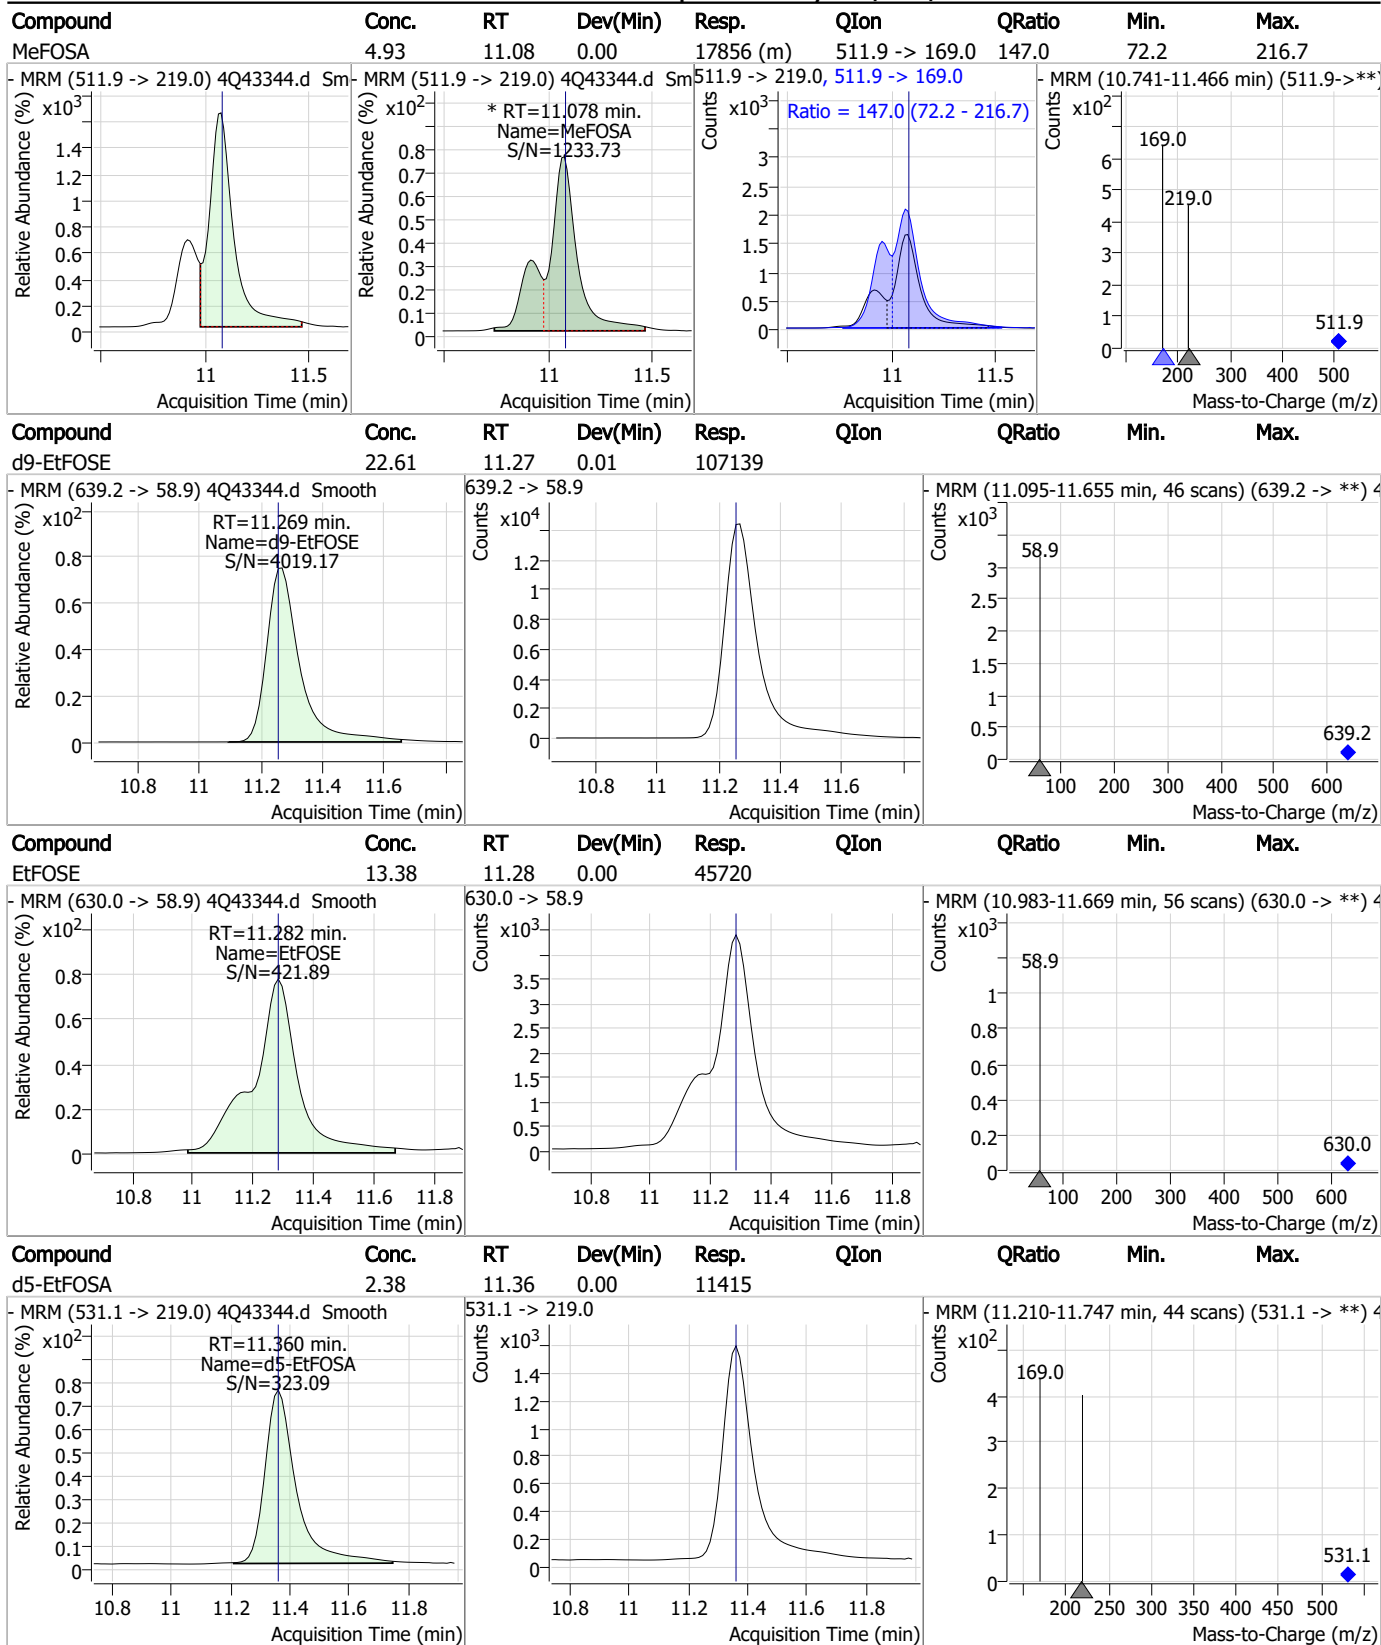 Compound Conc. RT Dev(Min) Resp. QIon QRatio Min. Max.
MeFOSA 4.93 11.08 0.00 17856 (m) 511.9 -> 169.0 147.0 72.2 216.7
- MRM (511.9 -> 219.0) 4Q43344.d Sm
Relative Abundance (%)
x10³
1.4
1.2
1
0.8
0.6
0.4
0.2
0
11 11.5
Acquisition Time (min)
- MRM (511.9 -> 219.0) 4Q43344.d Sm
Relative Abundance (%)
x10²
* RT=11.078 min.
Name=MeFOSA
S/N=1233.73
0.8
0.7
0.6
0.5
0.4
0.3
0.2
0.1
0
11 11.5
Acquisition Time (min)
511.9 -> 219.0, 511.9 -> 169.0
Counts
x10³
Ratio = 147.0 (72.2 - 216.7)
3
2.5
2
1.5
1
0.5
0
11 11.5
Acquisition Time (min)
- MRM (10.741-11.466 min) (511.9->**)
Counts
x10²
169.0
219.0
511.9
6
5
4
3
2
1
0
200 300 400 500
Mass-to-Charge (m/z)
Compound Conc. RT Dev(Min) Resp. QIon QRatio Min. Max.
d9-EtFOSE 22.61 11.27 0.01 107139
- MRM (639.2 -> 58.9) 4Q43344.d Smooth
Relative Abundance (%)
x10²
RT=11.269 min.
Name=d9-EtFOSE
S/N=4019.17
0.8
0.6
0.4
0.2
0
10.8 11 11.2 11.4 11.6
Acquisition Time (min)
639.2 -> 58.9
Counts
x10⁴
1.2
1
0.8
0.6
0.4
0.2
0
10.8 11 11.2 11.4 11.6
Acquisition Time (min)
- MRM (11.095-11.655 min, 46 scans) (639.2 -> **) 4
Counts
x10³
58.9
639.2
3
2.5
2
1.5
1
0.5
0
100 200 300 400 500 600
Mass-to-Charge (m/z)
Compound Conc. RT Dev(Min) Resp. QIon QRatio Min. Max.
EtFOSE 13.38 11.28 0.00 45720
- MRM (630.0 -> 58.9) 4Q43344.d Smooth
Relative Abundance (%)
x10²
RT=11.282 min.
Name=EtFOSE
S/N=421.89
0.8
0.6
0.4
0.2
0
10.8 11 11.2 11.4 11.6 11.8
Acquisition Time (min)
630.0 -> 58.9
Counts
x10³
3.5
3
2.5
2
1.5
1
0.5
0
10.8 11 11.2 11.4 11.6 11.8
Acquisition Time (min)
- MRM (10.983-11.669 min, 56 scans) (630.0 -> **) 4
Counts
x10³
58.9
630.0
1
0.8
0.6
0.4
0.2
0
100 200 300 400 500 600
Mass-to-Charge (m/z)
Compound Conc. RT Dev(Min) Resp. QIon QRatio Min. Max.
d5-EtFOSA 2.38 11.36 0.00 11415
- MRM (531.1 -> 219.0) 4Q43344.d Smooth
Relative Abundance (%)
x10²
RT=11.360 min.
Name=d5-EtFOSA
S/N=323.09
0.8
0.7
0.6
0.5
0.4
0.3
0.2
0.1
0
10.8 11 11.2 11.4 11.6 11.8
Acquisition Time (min)
531.1 -> 219.0
Counts
x10³
1.4
1.2
1
0.8
0.6
0.4
0.2
0
10.8 11 11.2 11.4 11.6 11.8
Acquisition Time (min)
- MRM (11.210-11.747 min, 44 scans) (531.1 -> **) 4
Counts
x10²
169.0
531.1
4
3
2
1
0
200 250 300 350 400 450 500
Mass-to-Charge (m/z)